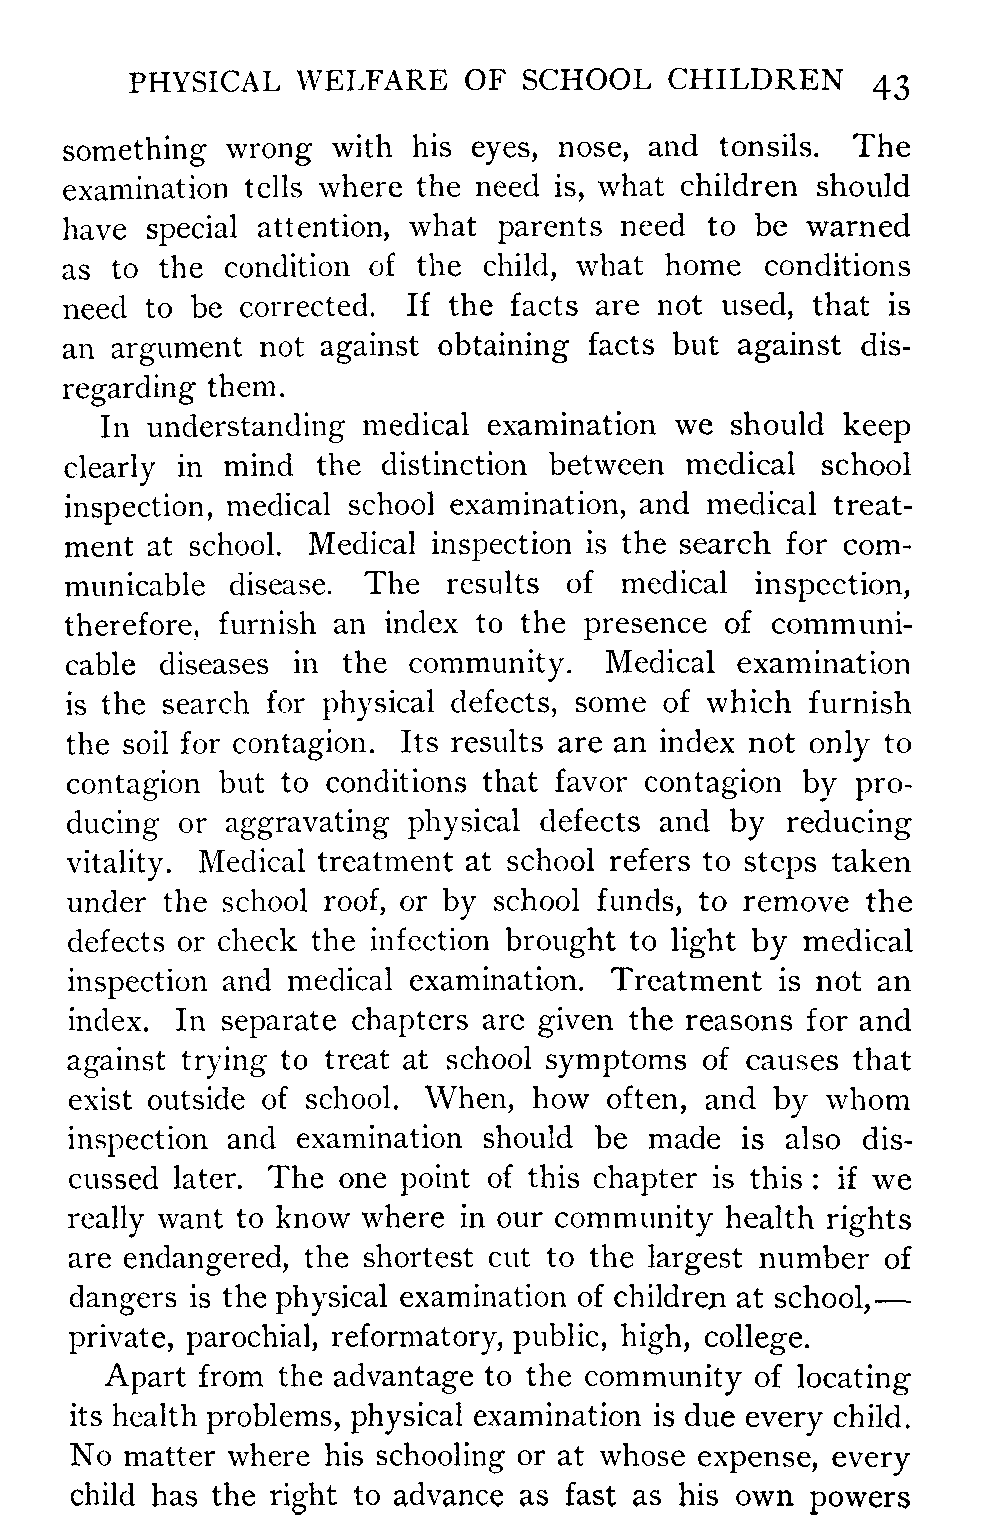 PHYSICAL WELFARE OF SCHOOL CHILDREN 43
something wrong with his eyes, nose, and tonsils. The
examination tells where the need is, what children should
have special attention, what parents need to be warned
as to the condition of the child, what home conditions
need to be corrected. If the facts are not used, that is
an argument not against obtaining facts but against dis-
regarding them.
In understanding medical examination we should keep
clearly in mind the distinction between medical school
inspection, medical school examination, and medical treat-
ment at school. Medical inspection is the search for com-
municable disease. The results of medical inspection,
therefore, furnish an index to the presence of communi-
cable diseases in the community. Medical examination
is the search for physical defects, some of which furnish
the soil for contagion. Its results are an index not only to
contagion but to conditions that favor contagion by pro-
ducing or aggravating physical defects and by reducing
vitality. Medical treatment at school refers to steps taken
under the school roof, or by school funds, to remove the
defects or check the infection brought to light by medical
inspection and medical examination. Treatment is not an
index. In separate chapters are given the reasons for and
against trying to treat at school symptoms of causes that
exist outside of school. When, how often, and by whom
inspection and examination should be made is also dis-
cussed later. The one point of this chapter is this : if we
really want to know where in our community health rights
are endangered, the shortest cut to the largest number of
dangers is the physical examination of children at school,—
private, parochial, reformatory, public, high, college.
Apart from the advantage to the community of locating
its health problems, physical examination is due every child.
No matter where his schooling or at whose expense, every
child has the right to advance as fast as his own powers